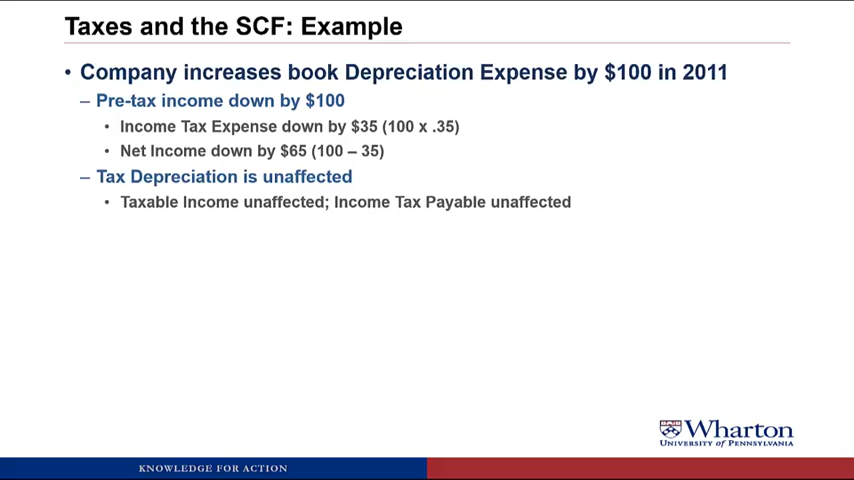 Taxes and the SCF: Example
• Company increases book Depreciation Expense by $100 in 2011
– Pre-tax income down by $100
• Income Tax Expense down by $35 (100 x .35)
• Net Income down by $65 (100 – 35)
– Tax Depreciation is unaffected
• Taxable Income unaffected; Income Tax Payable unaffected
Wharton
UNIVERSITY OF PENNSYLVANIA
KNOWLEDGE FOR ACTION